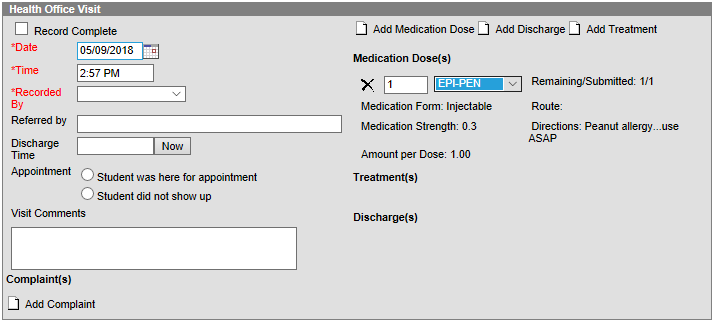 Health Office Visit
Record Complete
*Date 05/09/2018
*Time 2:57 PM
*Recorded
By
Referred by
Discharge
Time Now
Appointment
Student was here for appointment
Student did not show up
Visit Comments
Complaint(s)
Add Complaint
Add Medication Dose Add Discharge Add Treatment
Medication Dose(s)
1 EPI-PEN Remaining/Submitted: 1/1
Medication Form: Injectable Route:
Medication Strength: 0.3 Directions: Peanut allergy...use
ASAP
Amount per Dose: 1.00
Treatment(s)
Discharge(s)